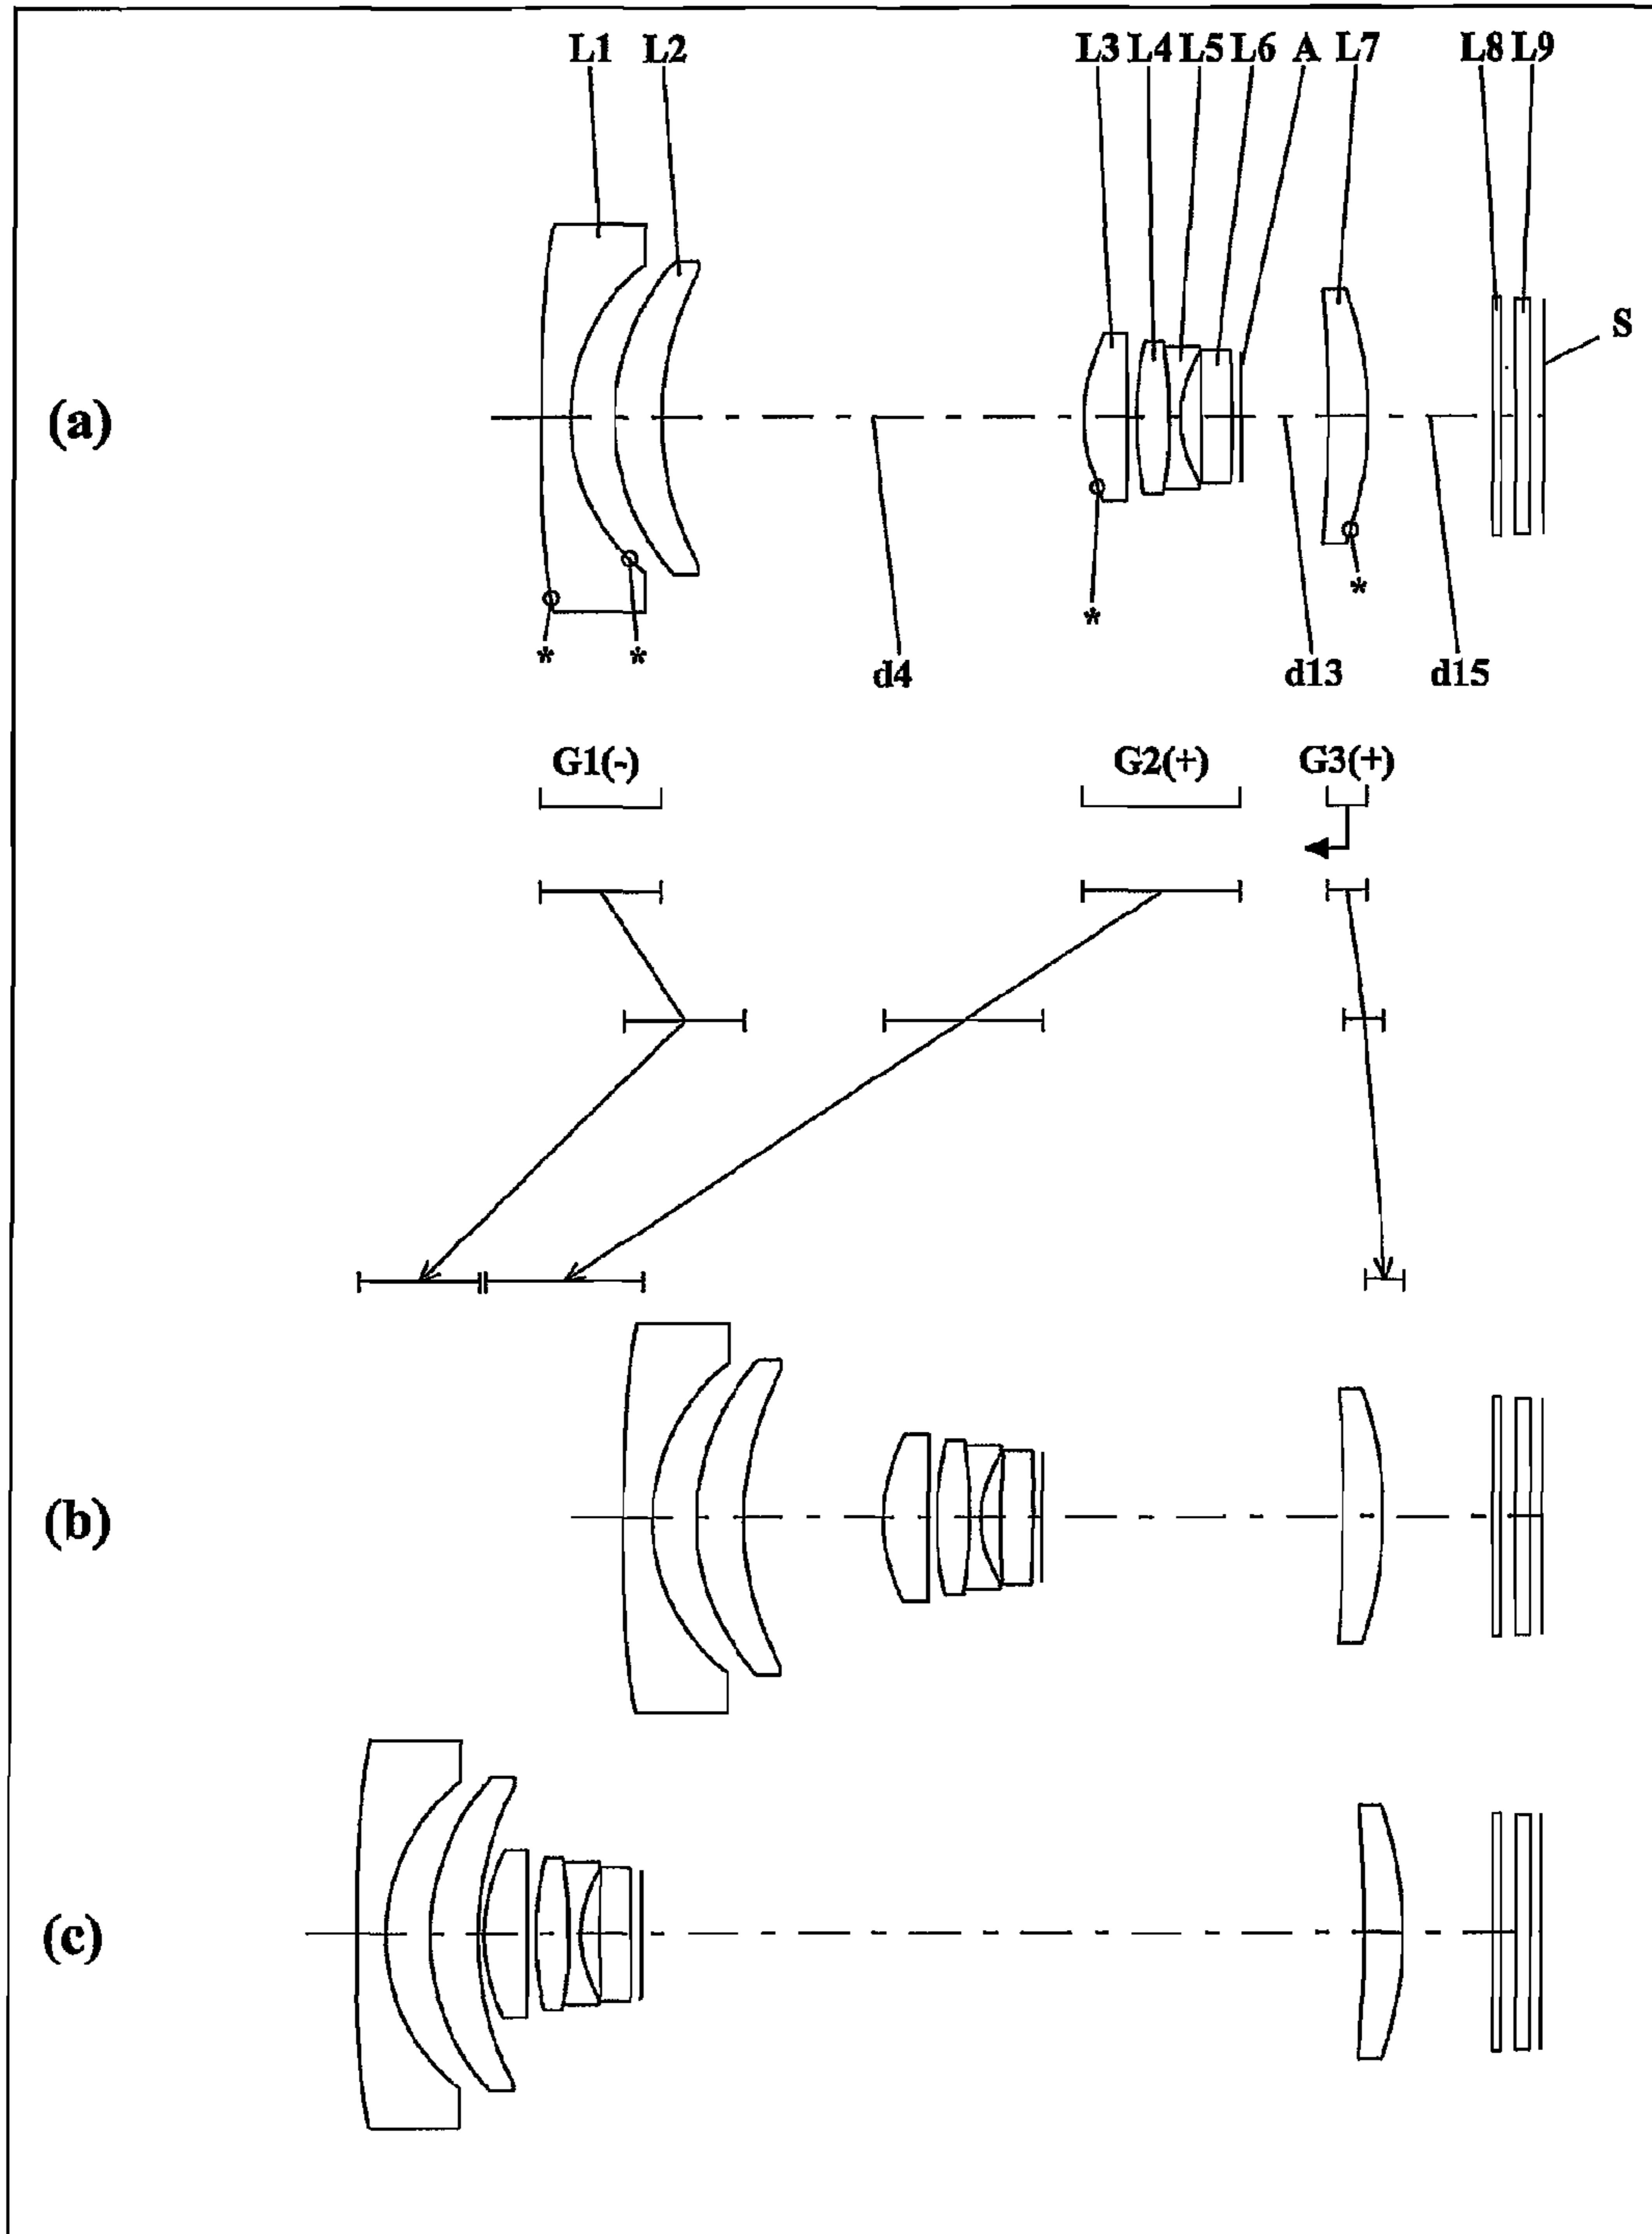 L1 L2 L3 L4 L5 L6 A L7 L8 L9
S
(a)
*
*
* *
d4 d13 d15
G1(-) G2(+) G3(+)
(b)
(c)